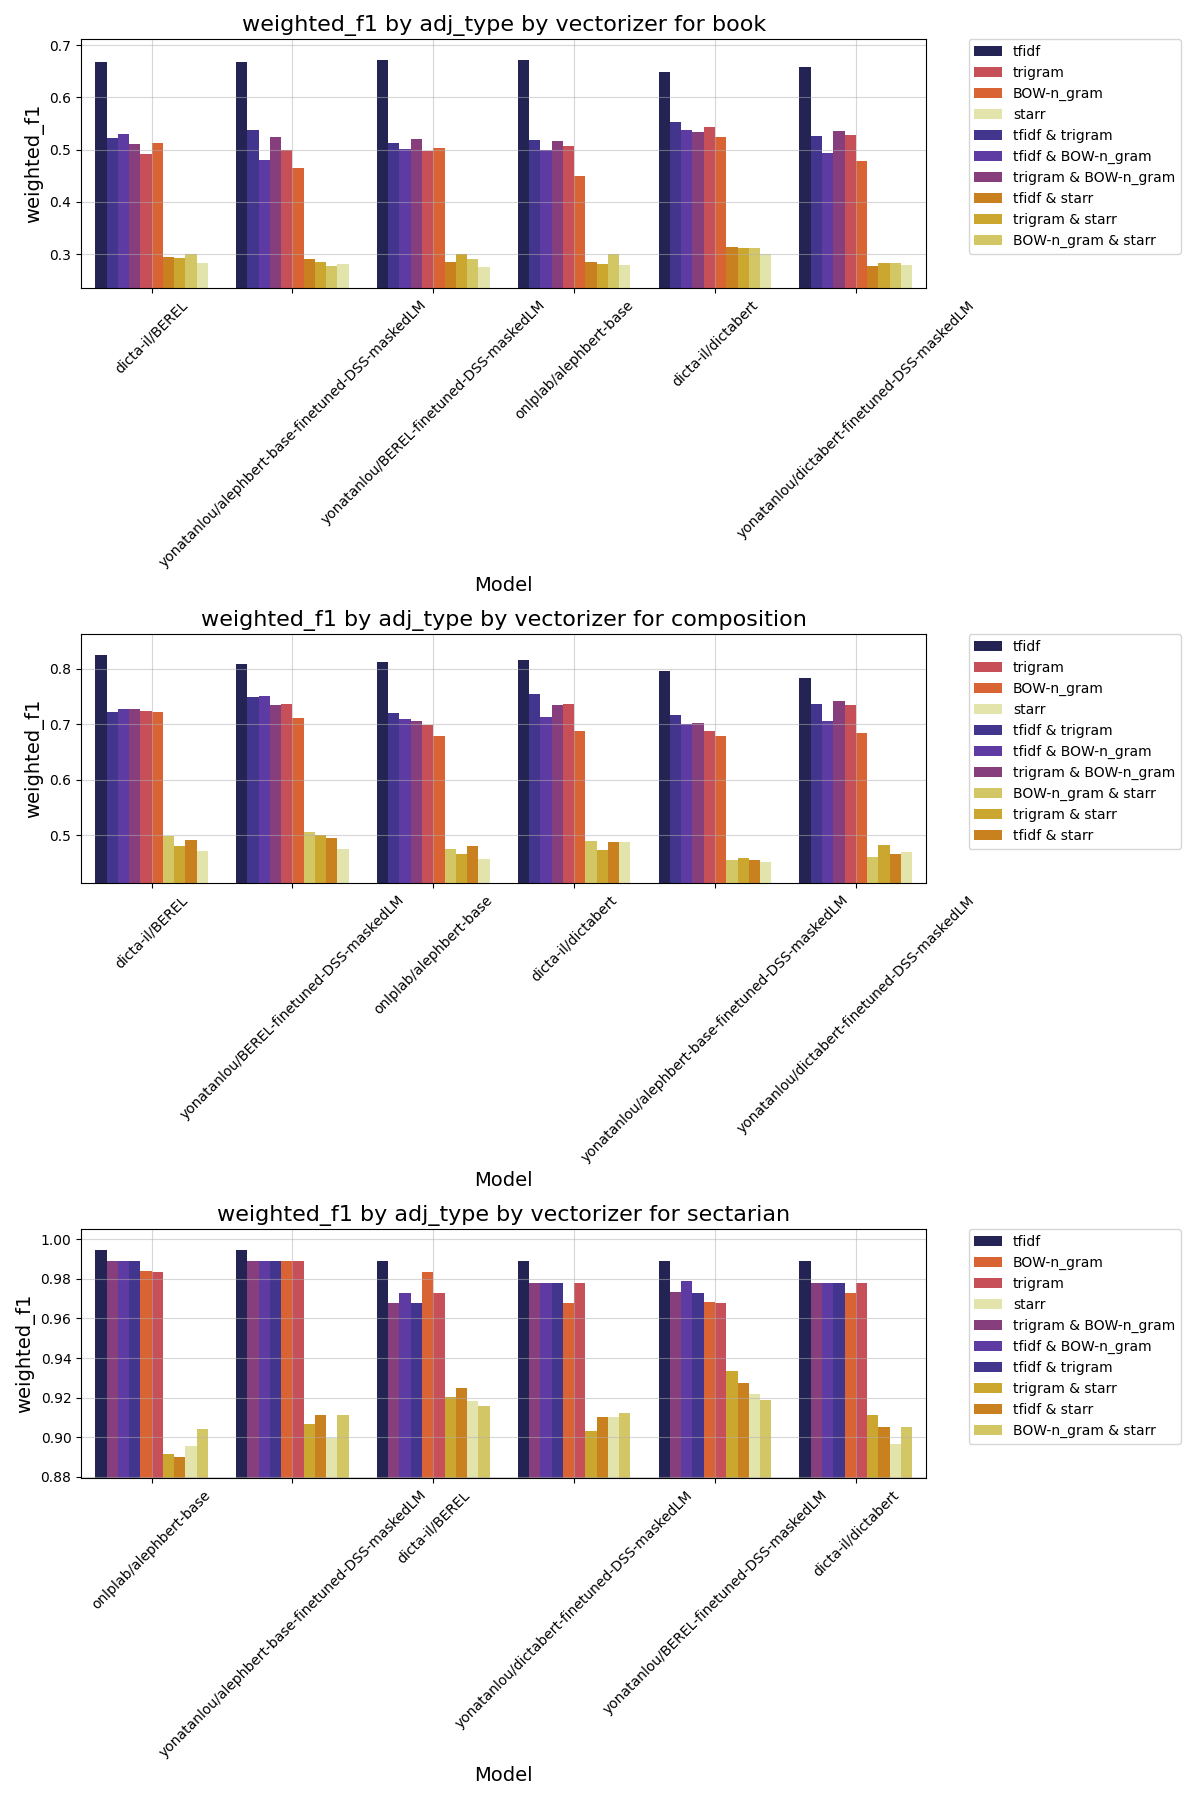 weighted_f1 by adj_type by vectorizer for book
weighted_f1
0.7
0.6
0.5
0.4
0.3
dicta-il/BEREL
yonatanlou/alephbert-base-finetuned-DSS-maskedLM
yonatanlou/BEREL-finetuned-DSS-maskedLM
onlplab/alephbert-base
dicta-il/dictabert
yonatanlou/dictabert-finetuned-DSS-maskedLM
Model
tfidf
trigram
BOW-n_gram
starr
tfidf & trigram
tfidf & BOW-n_gram
trigram & BOW-n_gram
tfidf & starr
trigram & starr
BOW-n_gram & starr
weighted_f1 by adj_type by vectorizer for composition
weighted_f1
0.8
0.7
0.6
0.5
dicta-il/BEREL
yonatanlou/BEREL-finetuned-DSS-maskedLM
onlplab/alephbert-base
dicta-il/dictabert
yonatanlou/alephbert-base-finetuned-DSS-maskedLM
yonatanlou/dictabert-finetuned-DSS-maskedLM
Model
tfidf
trigram
BOW-n_gram
starr
tfidf & trigram
tfidf & BOW-n_gram
trigram & BOW-n_gram
BOW-n_gram & starr
trigram & starr
tfidf & starr
weighted_f1 by adj_type by vectorizer for sectarian
weighted_f1
1.00
0.98
0.96
0.94
0.92
0.90
0.88
onlplab/alephbert-base
yonatanlou/alephbert-base-finetuned-DSS-maskedLM
dicta-il/BEREL
yonatanlou/dictabert-finetuned-DSS-maskedLM
yonatanlou/BEREL-finetuned-DSS-maskedLM
dicta-il/dictabert
Model
tfidf
BOW-n_gram
trigram
starr
trigram & BOW-n_gram
tfidf & BOW-n_gram
tfidf & trigram
trigram & starr
tfidf & starr
BOW-n_gram & starr